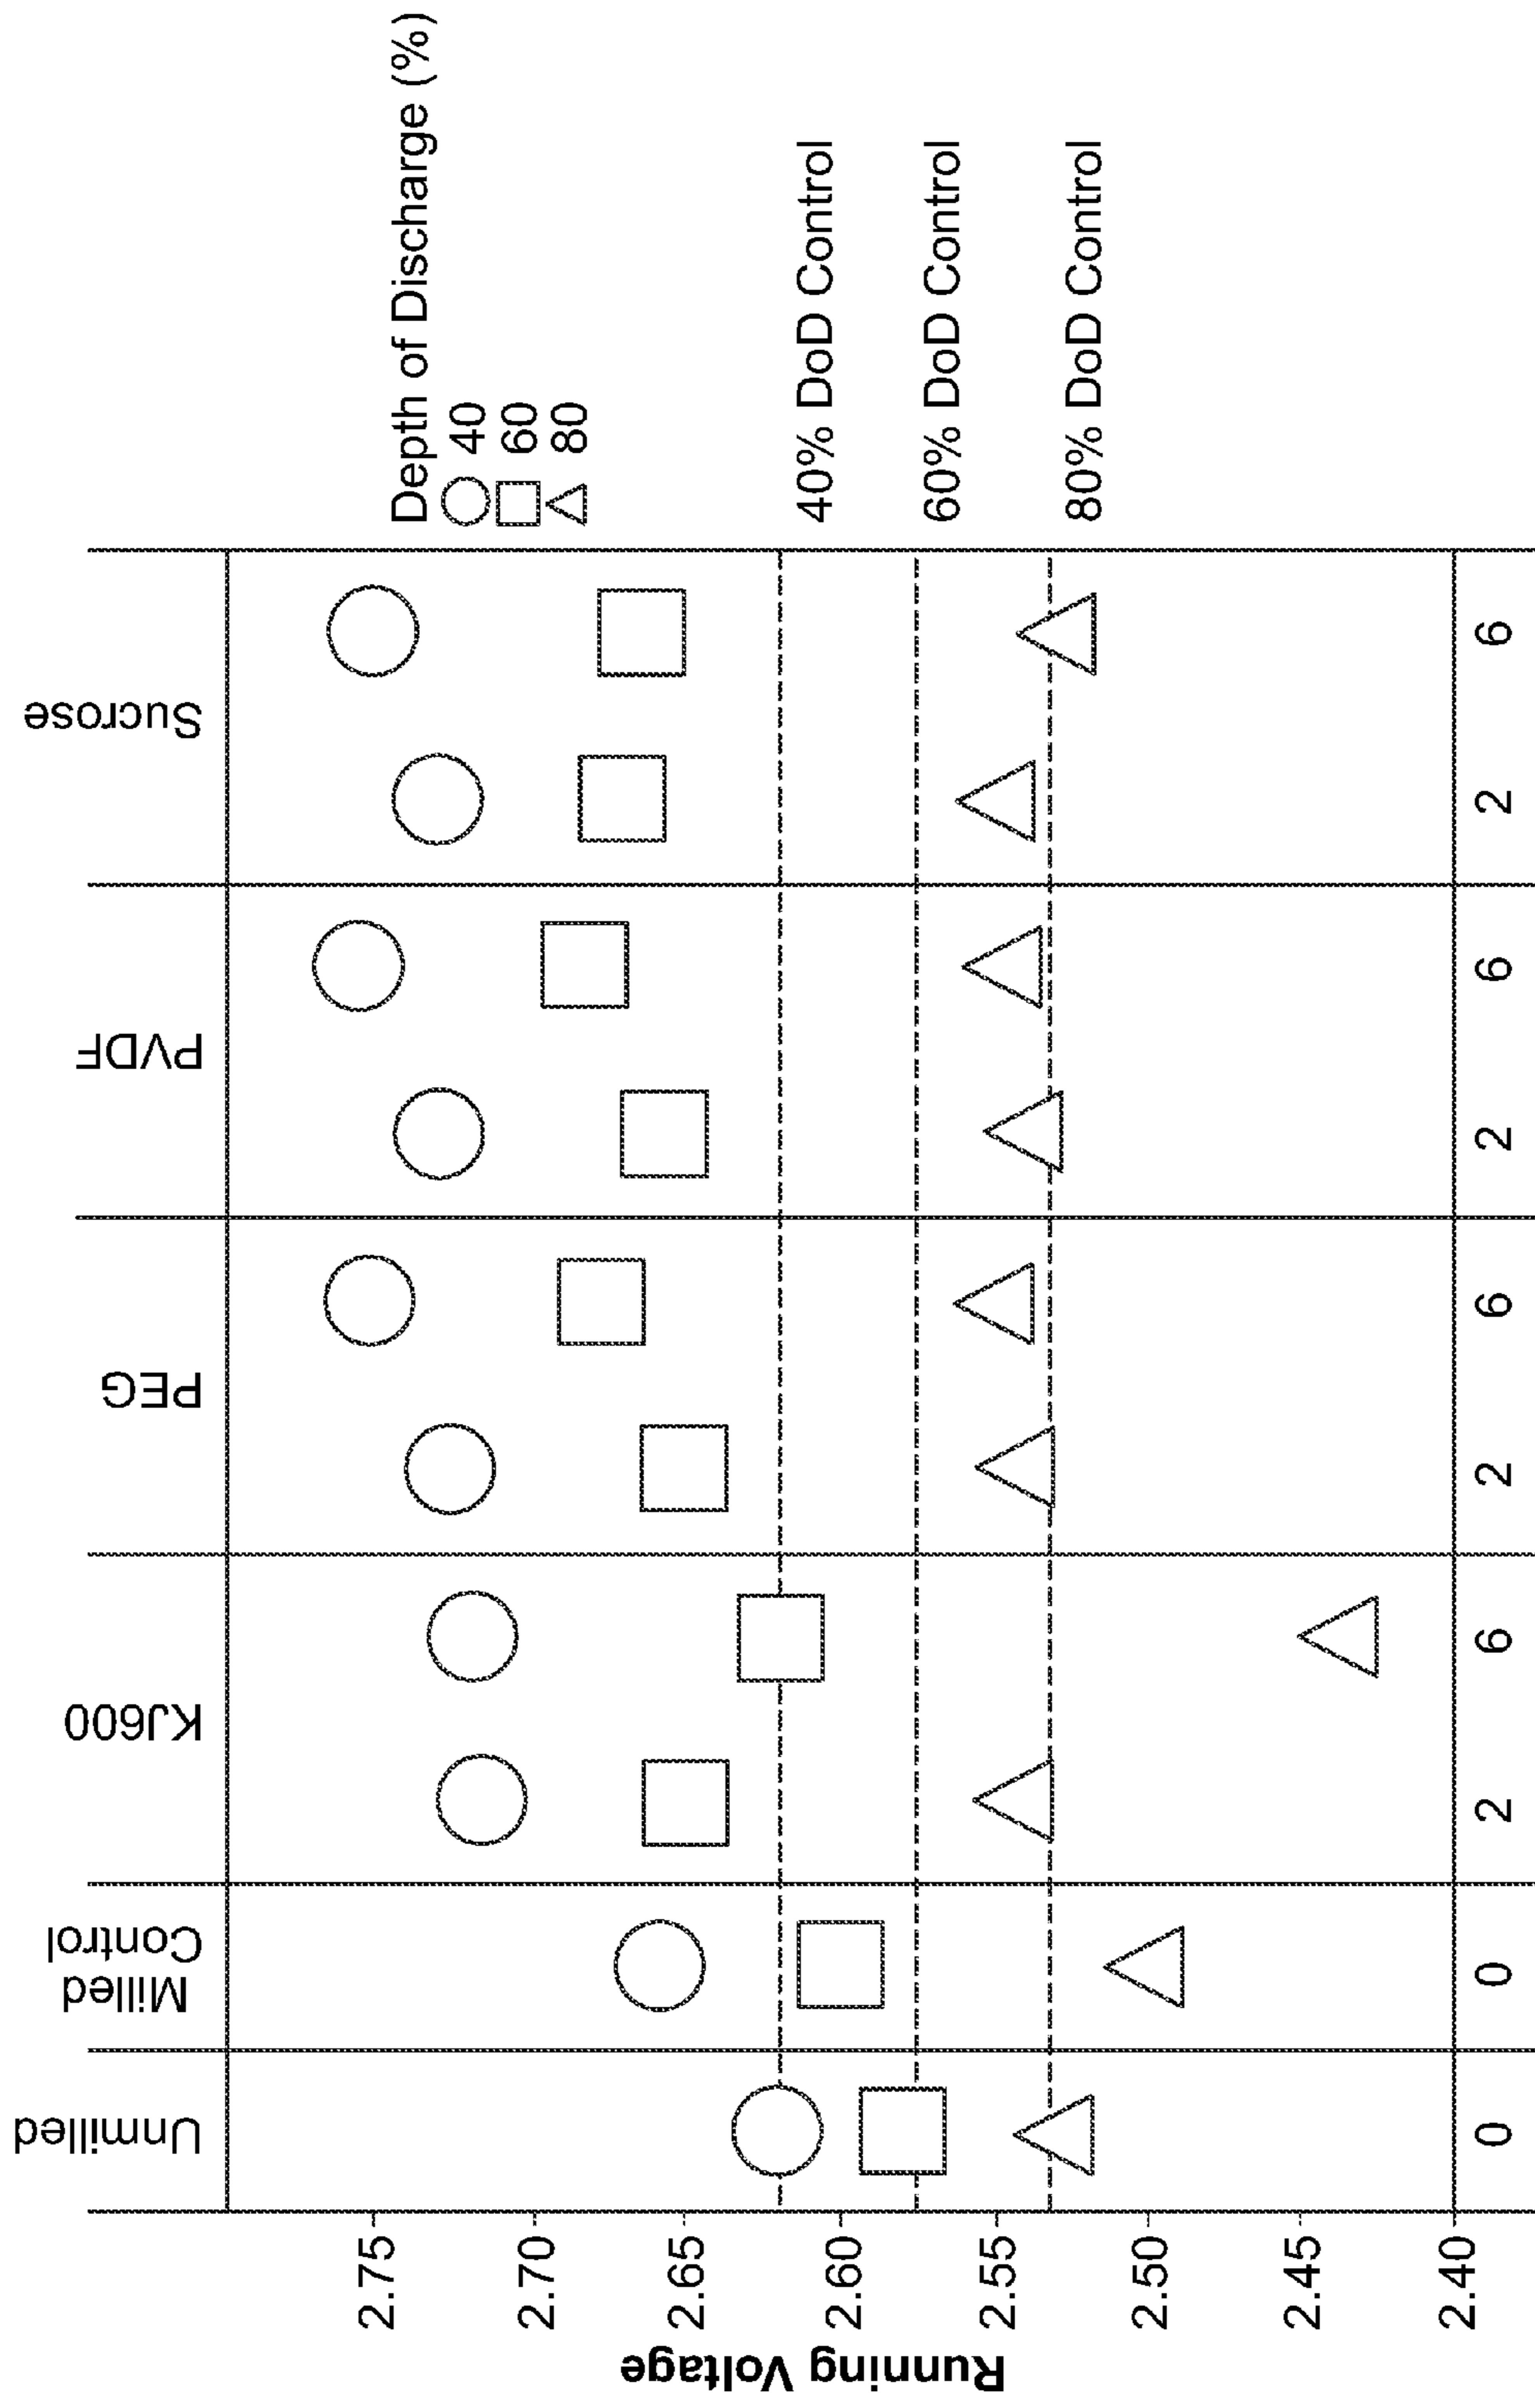 Unmilled
Milled
Control
KJ600
PEG
PVDF
Sucrose
Depth of Discharge (%)
40
60
80
40% DoD Control
60% DoD Control
80% DoD Control
Running Voltage
2.75
2.70
2.65
2.60
2.55
2.50
2.45
2.40
0
0
2
6
2
6
2
6
2
6